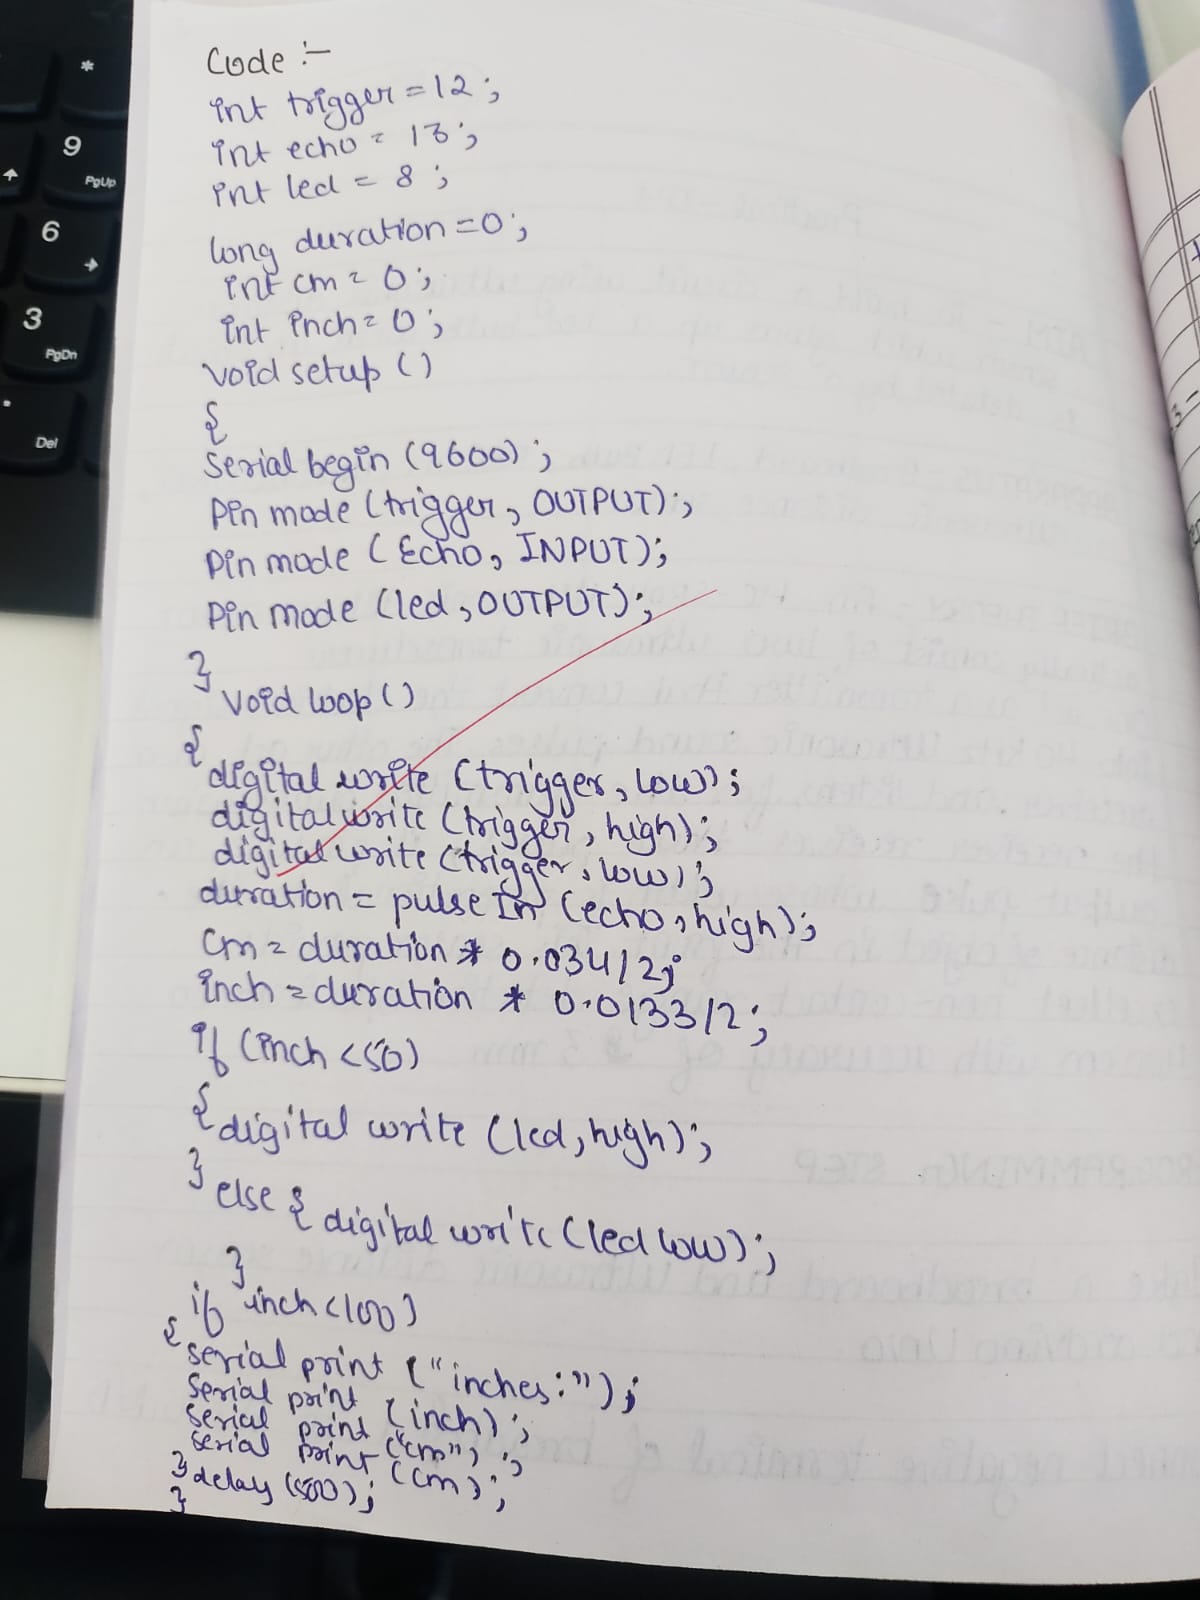 *
9
PgUp
6
3
PgDn
Del
Code :-
int trigger = 12 ;
int echo = 13 ;
int led = 8 ;
long duration = 0 ;
int cm = 0 ;
int inch = 0 ;
void setup ()
{
Serial begin (9600) ;
Pin mode (trigger, OUTPUT) ;
Pin mode (Echo, INPUT) ;
Pin mode (led, OUTPUT) ;
}
void loop ()
{
digital write (trigger, low) ;
digital write (trigger, high) ;
digital write (trigger, low) ;
duration = pulse In (echo, high) ;
cm = duration * 0.034/2 ;
inch = duration * 0.0133/2 ;
if (inch < 50)
{ digital write (led, high) ;
} else { digital write (led low) ;
}
if inch < 100)
{ serial print ("inches:") ;
Serial print (inch) ;
Serial print ("cm") ;
serial print (cm) ;
} delay (500) ;
}